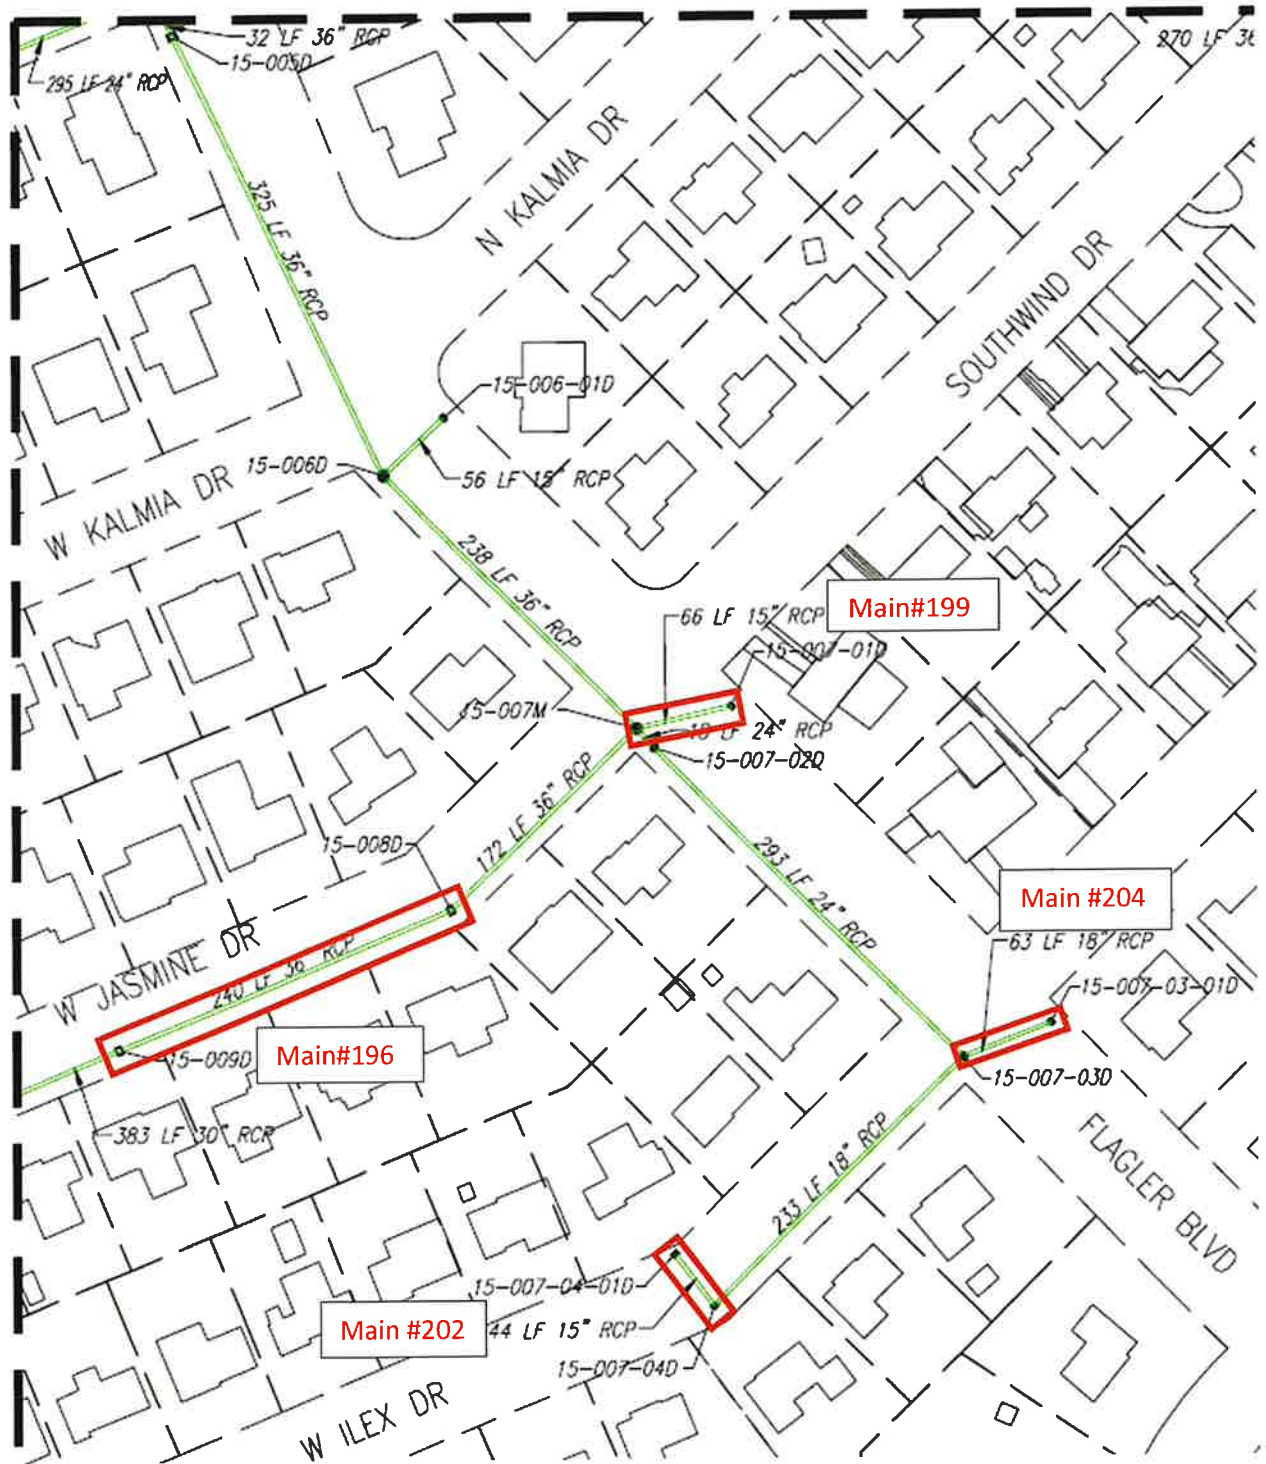 32 LF 36" RCP
270 LF 36
15-005D
295 LF 24" RCP
N KALMIA DR
325 LF 36" RCP
SOUTHWIND DR
15-006-01D
15-006D
56 LF 15" RCP
W KALMIA DR
238 LF 36" RCP
Main#199
66 LF 15" RCP
15-007-01D
15-007M
LF 24" RCP
15-007-02D
172 LF 36" RCP
15-008D
293 LF 24" RCP
Main #204
63 LF 18" RCP
W JASMINE DR
240 LF 36" RCP
15-007-03-01D
15-009D
Main#196
15-007-03D
383 LF 30" RCP
FLAGLER BLVD
233 LF 18" RCP
15-007-04-01D
Main #202
44 LF 15" RCP
15-007-04D
W ILEX DR